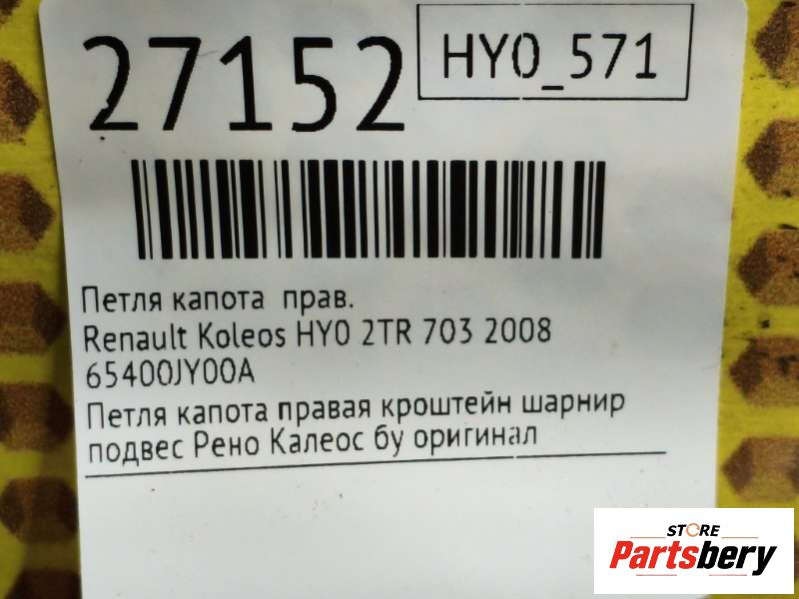 27152
HY0_571
Петля капота прав.
Renault Koleos HY0 2TR 703 2008
65400JY00A
Петля капота правая кроштейн шарнир
подвес Рено Калеос бу оригинал
STORE
Partsbery